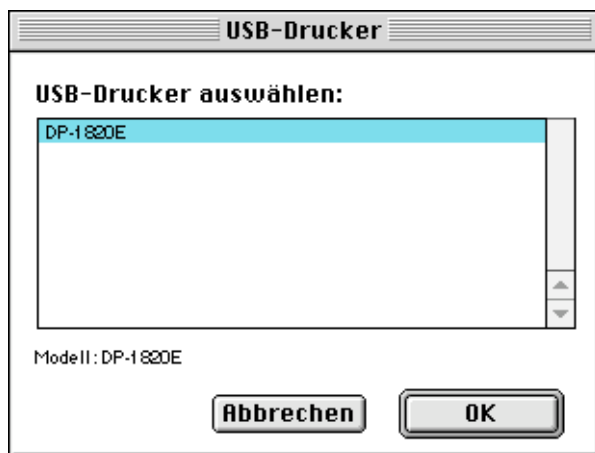 USB-Drucker
USB-Drucker auswählen:
DP-1820E
Modell: DP-1820E
Abbrechen
OK